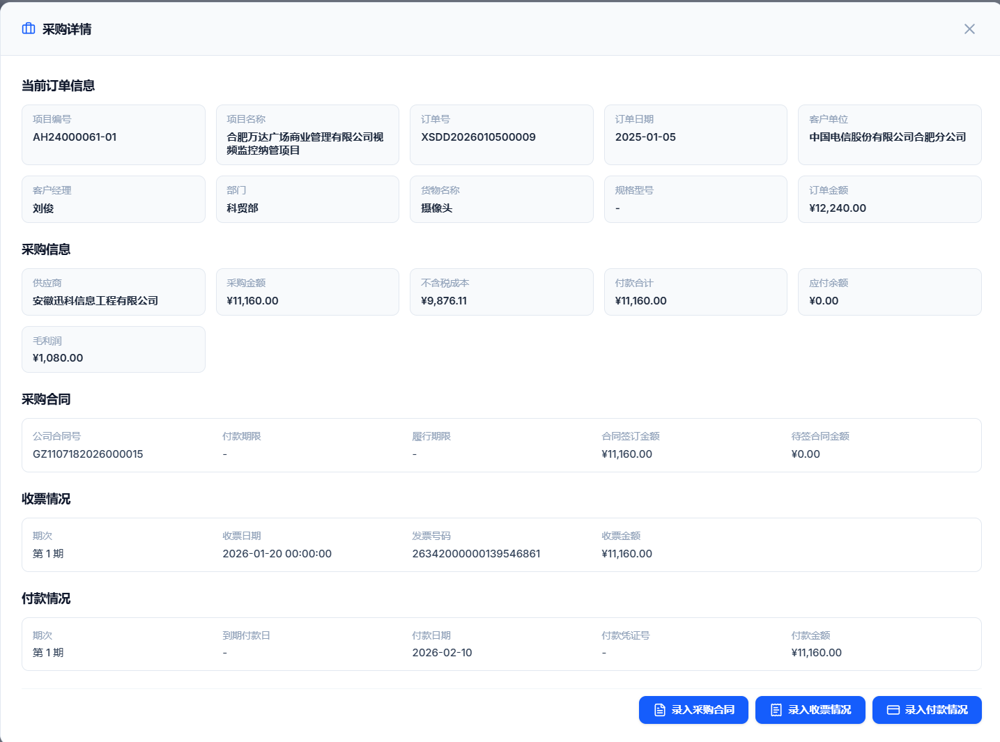 采购详情
当前订单信息
项目编号
AH24000061-01
项目名称
合肥万达广场商业管理有限公司视
频监控纳管项目
订单号
XSDD2026010500009
订单日期
2025-01-05
客户单位
中国电信股份有限公司合肥分公司
客户经理
刘俊
部门
科贸部
货物名称
摄像头
规格型号
-
订单金额
¥12,240.00
采购信息
供应商
安徽迅科信息工程有限公司
采购金额
¥11,160.00
不含税成本
¥9,876.11
付款合计
¥11,160.00
应付余额
¥0.00
毛利润
¥1,080.00
采购合同
公司合同号
GZ1107182026000015
付款期限
-
履行期限
-
合同签订金额
¥11,160.00
待签合同金额
¥0.00
收票情况
期次
第 1 期
收票日期
2026-01-20 00:00:00
发票号码
26342000000139546861
收票金额
¥11,160.00
付款情况
期次
第 1 期
到期付款日
-
付款日期
2026-02-10
付款凭证号
-
付款金额
¥11,160.00
录入采购合同
录入收票情况
录入付款情况